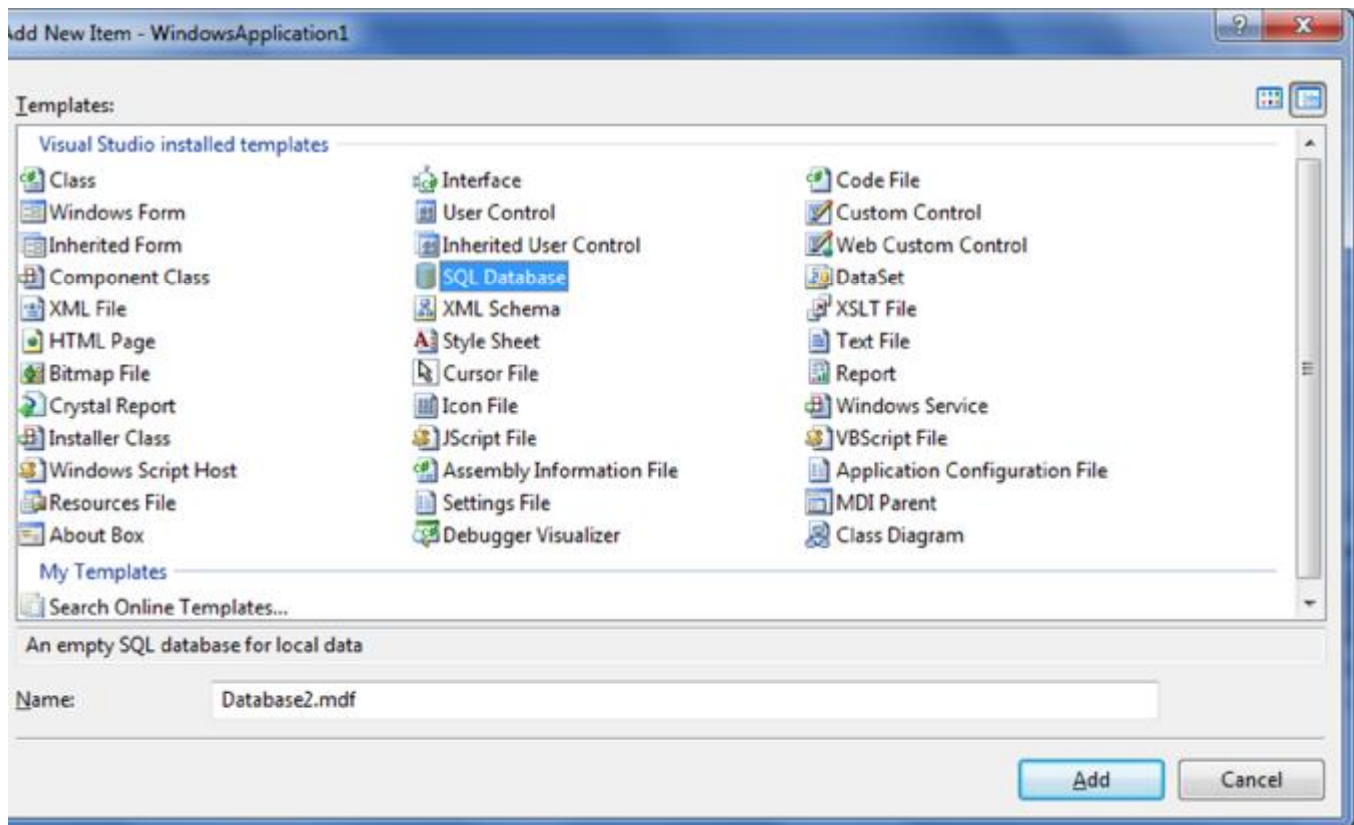 Add New Item - WindowsApplication1
Templates:
Visual Studio installed templates
Class Interface Code File
Windows Form User Control Custom Control
Inherited Form Inherited User Control Web Custom Control
Component Class SQL Database DataSet
XML File XML Schema XSLT File
HTML Page Style Sheet Text File
Bitmap File Cursor File Report
Crystal Report Icon File Windows Service
Installer Class JScript File VBScript File
Windows Script Host Assembly Information File Application Configuration File
Resources File Settings File MDI Parent
About Box Debugger Visualizer Class Diagram
My Templates
Search Online Templates...
An empty SQL database for local data
Name: Database2.mdf
Add Cancel